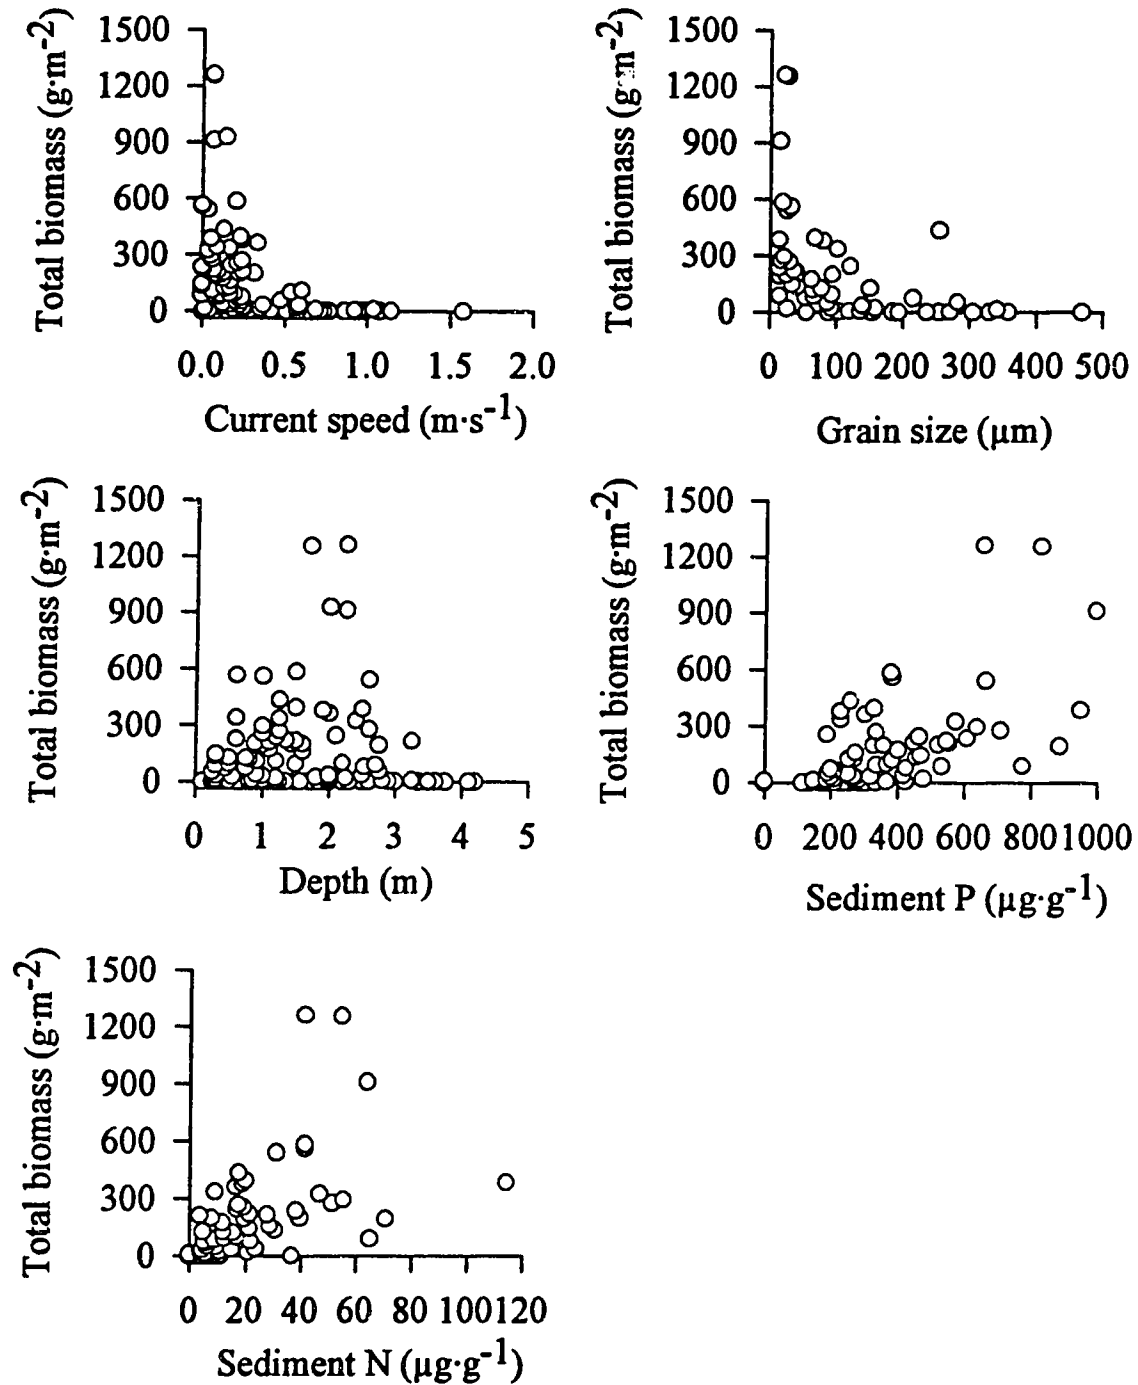 Total biomass (g·m-2)
1500
1200
900
600
300
0
0.0 0.5 1.0 1.5 2.0
Current speed (m·s-1)
Total biomass (g·m-2)
1500
1200
900
600
300
0
0 100 200 300 400 500
Grain size (µm)
Total biomass (g·m-2)
1500
1200
900
600
300
0
0 1 2 3 4 5
Depth (m)
Total biomass (g·m-2)
1500
1200
900
600
300
0
0 200 400 600 800 1000
Sediment P (µg·g-1)
Total biomass (g·m-2)
1500
1200
900
600
300
0
0 20 40 60 80 100 120
Sediment N (µg·g-1)